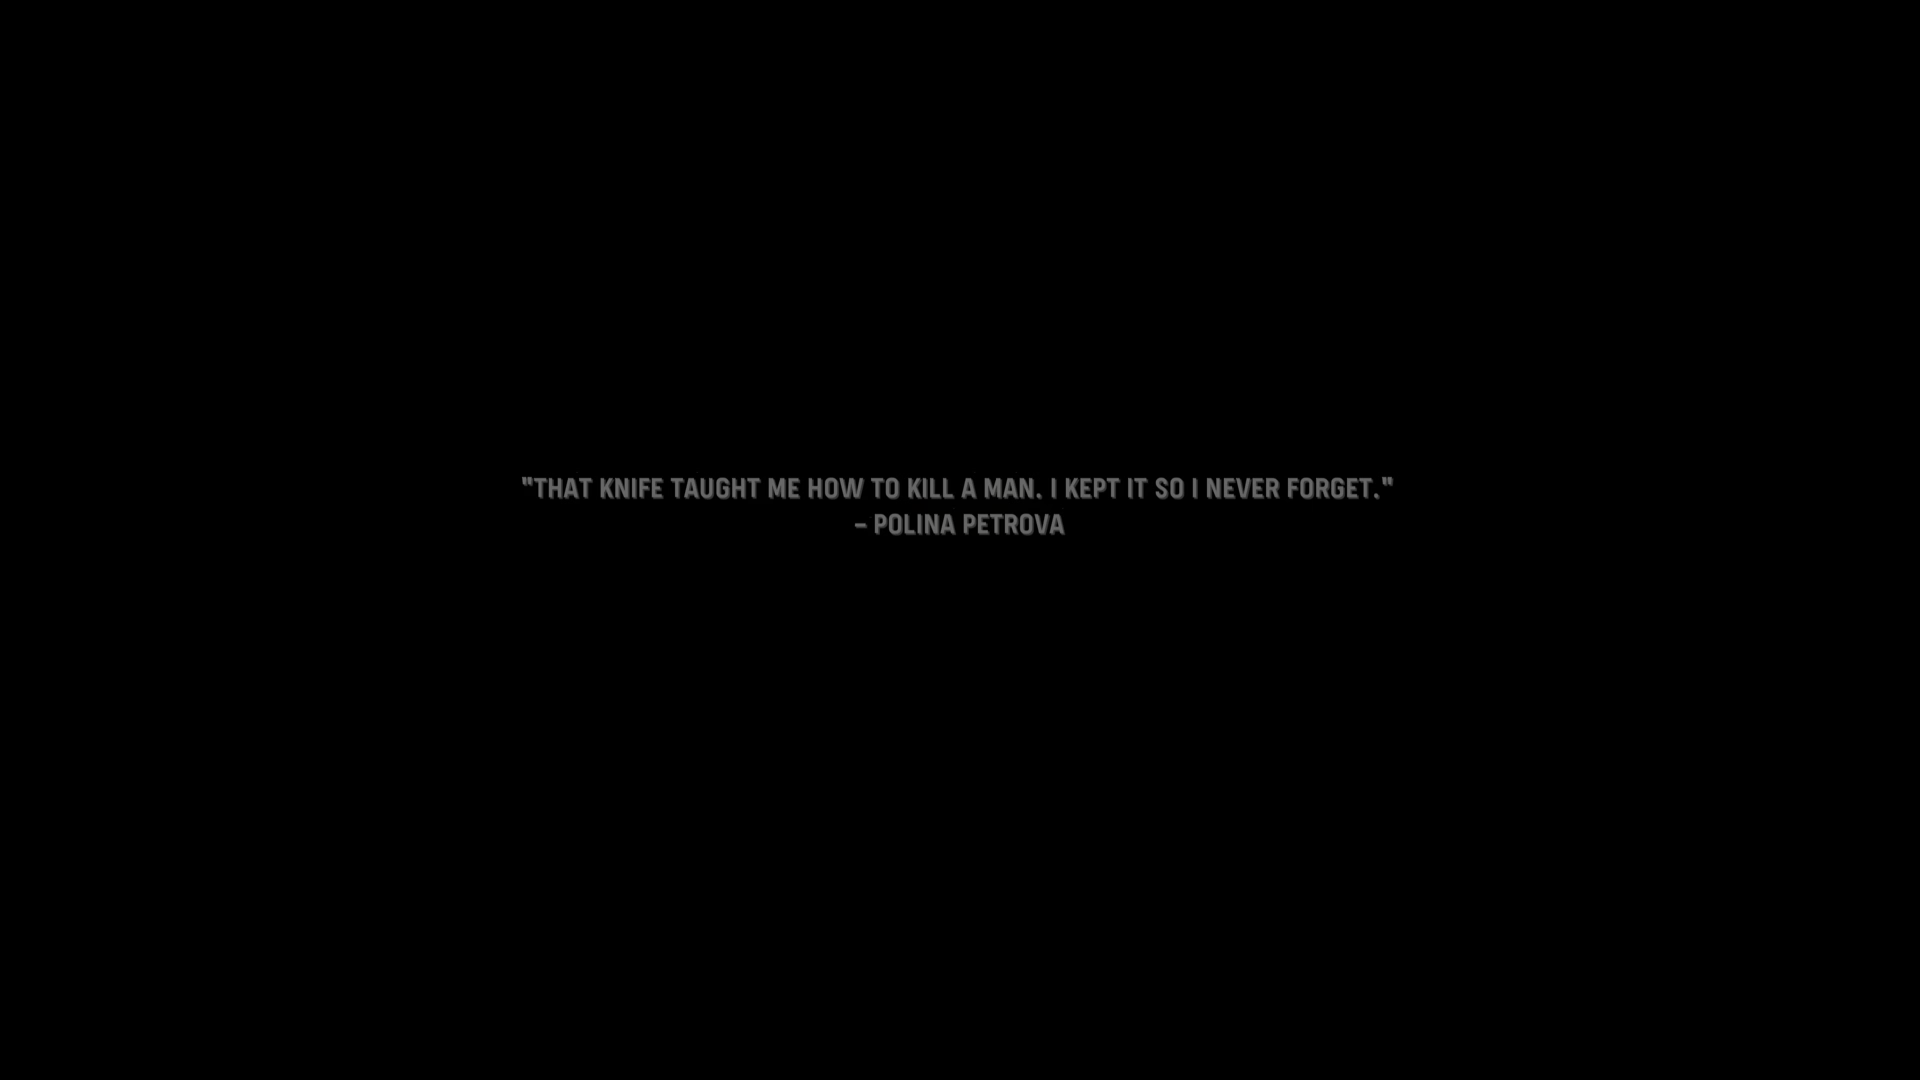 "THAT KNIFE TAUGHT ME HOW TO KILL A MAN. I KEPT IT SO I NEVER FORGET."
– POLINA PETROVA